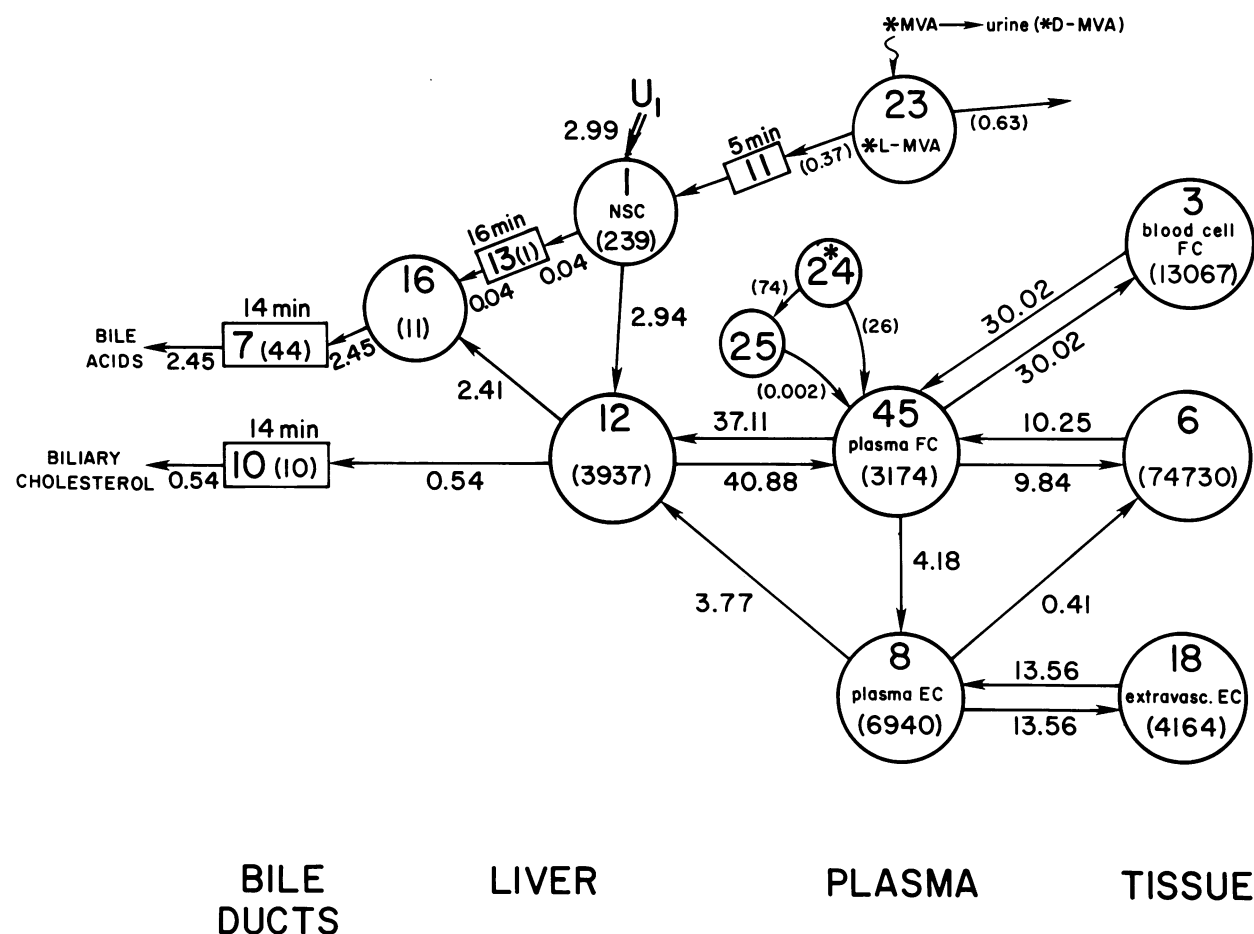 *MVA → urine (*D-MVA)
U1
2.99
23
*L-MVA
(0.63)
5min
11
(0.37)
1
NSC
(239)
16min
13(1)
0.04
0.04
16
(11)
14 min
7 (44)
2.45
2.45
BILE
ACIDS
2.94
2.41
24*
(74)
(26)
25
(0.002)
3
blood cell
FC
(13067)
30.02
30.02
12
(3937)
37.11
40.88
45
plasma FC
(3174)
10.25
9.84
6
(74730)
14 min
10 (10)
0.54
0.54
BILIARY
CHOLESTEROL
4.18
3.77
0.41
8
plasma EC
(6940)
13.56
13.56
18
extravasc. EC
(4164)
BILE
DUCTS
LIVER
PLASMA
TISSUE